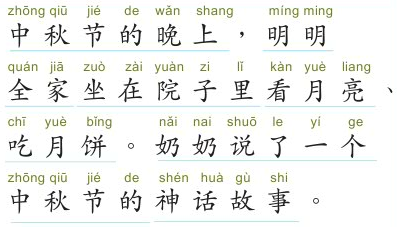 zhōng qiū jié de wǎn shang míng ming
中秋节的晚上，明明
quán jiā zuò zài yuàn zi lǐ kàn yuè liang
全家坐在院子里看月亮、
chī yuè bǐng nǎi nai shuō le yí ge
吃月饼。奶奶说了一个
zhōng qiū jié de shén huà gù shi
中秋节的神话故事。